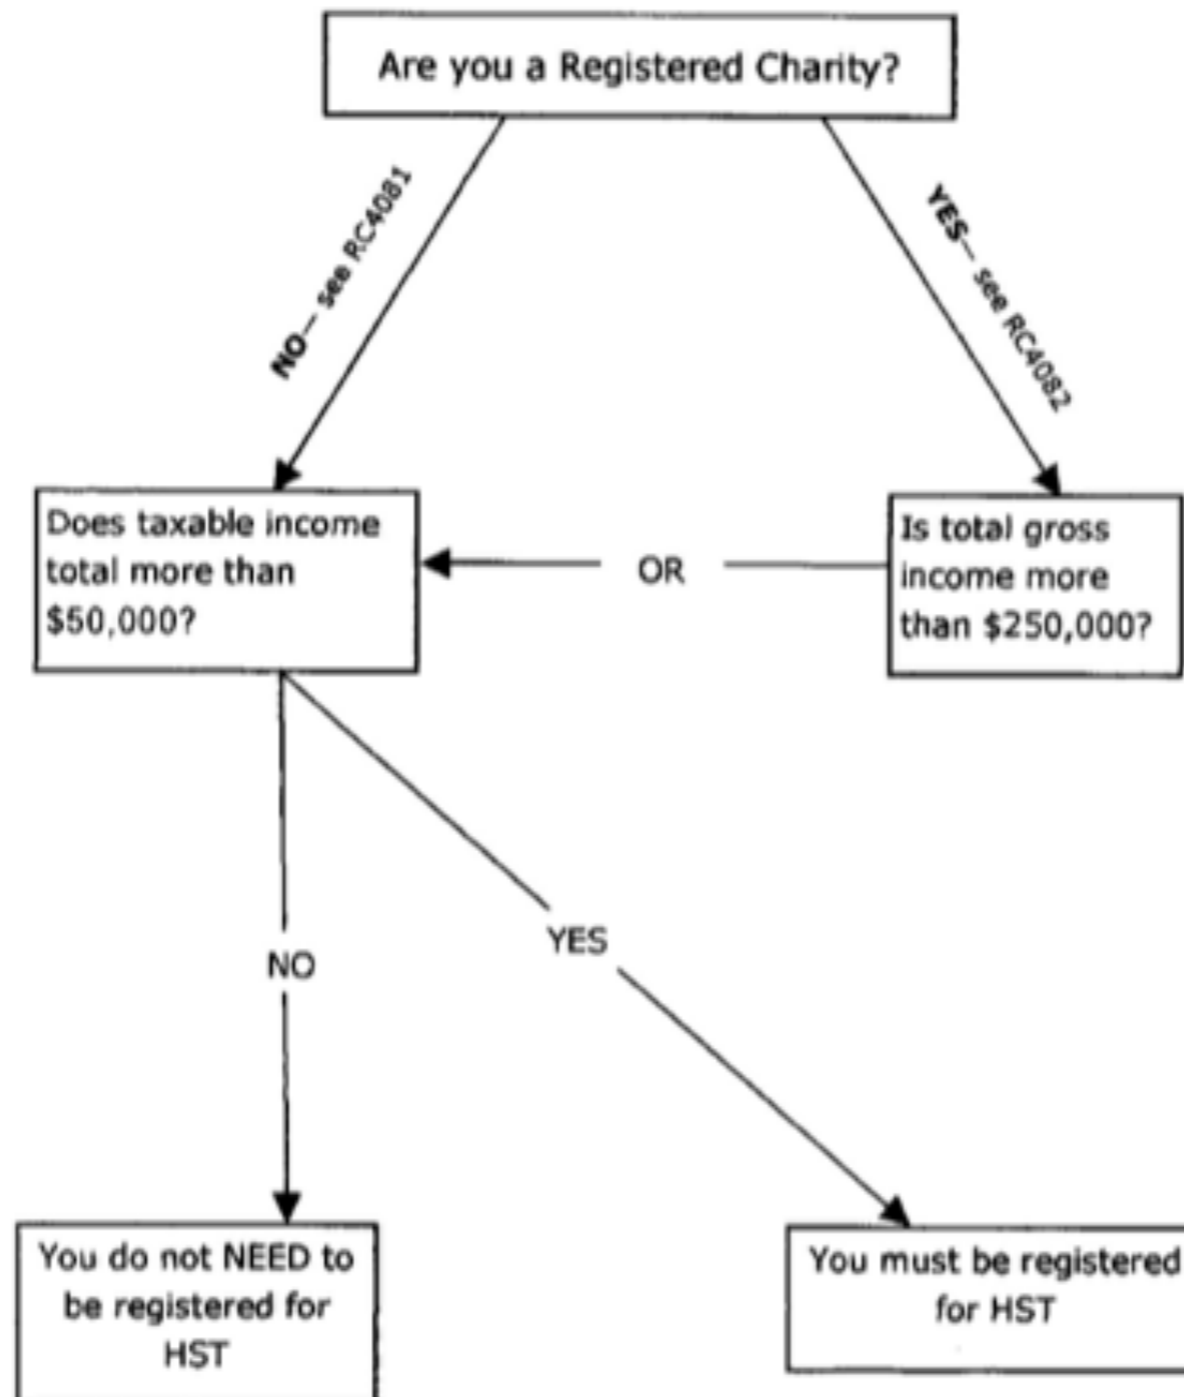 Are you a Registered Charity?
NO— see RC4081
YES— see RC4082
Does taxable income
total more than
$50,000?
OR
Is total gross
income more
than $250,000?
NO
YES
You do not NEED to
be registered for
HST
You must be registered
for HST